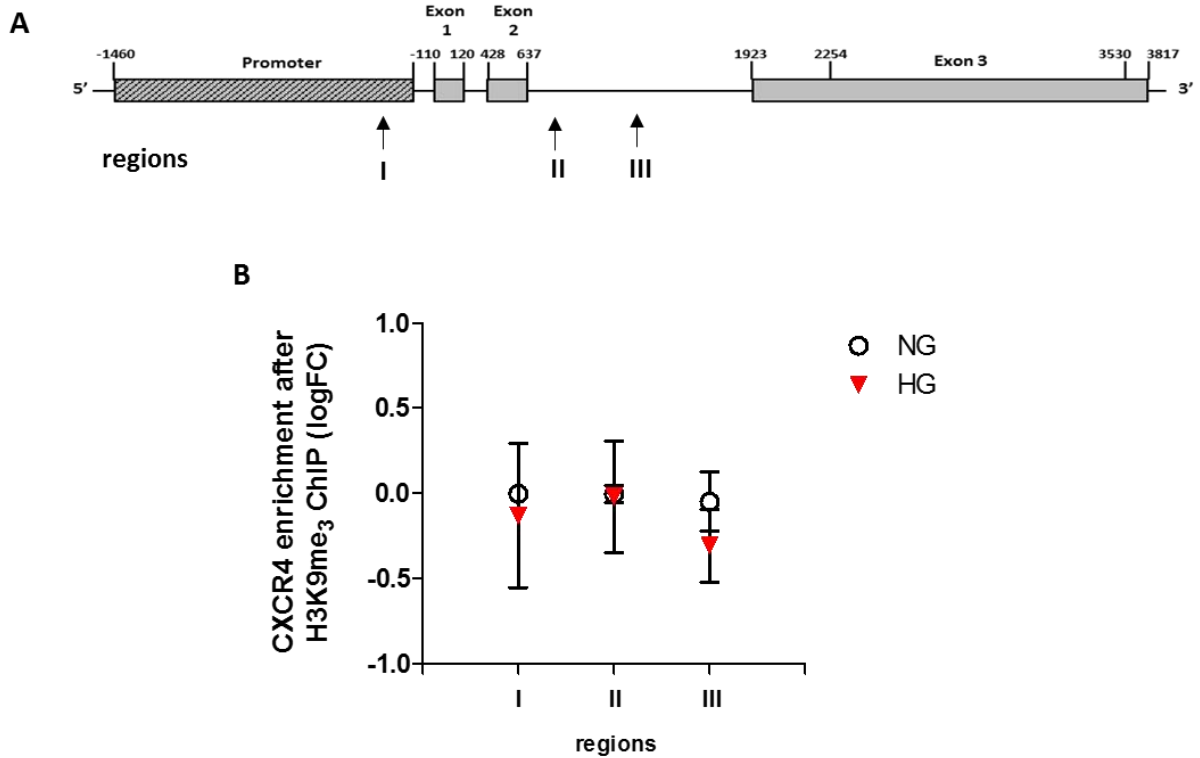 A
Exon Exon
1 2
-1460 -110 120 428 637 1923 2254 3530 3817
Promoter Exon 3
5’ 3’
regions I II III
B
CXCR4 enrichment after
H3K9me3 ChIP (logFC)
1.0
0.5
0.0
-0.5
-1.0
I II III
regions
NG
HG